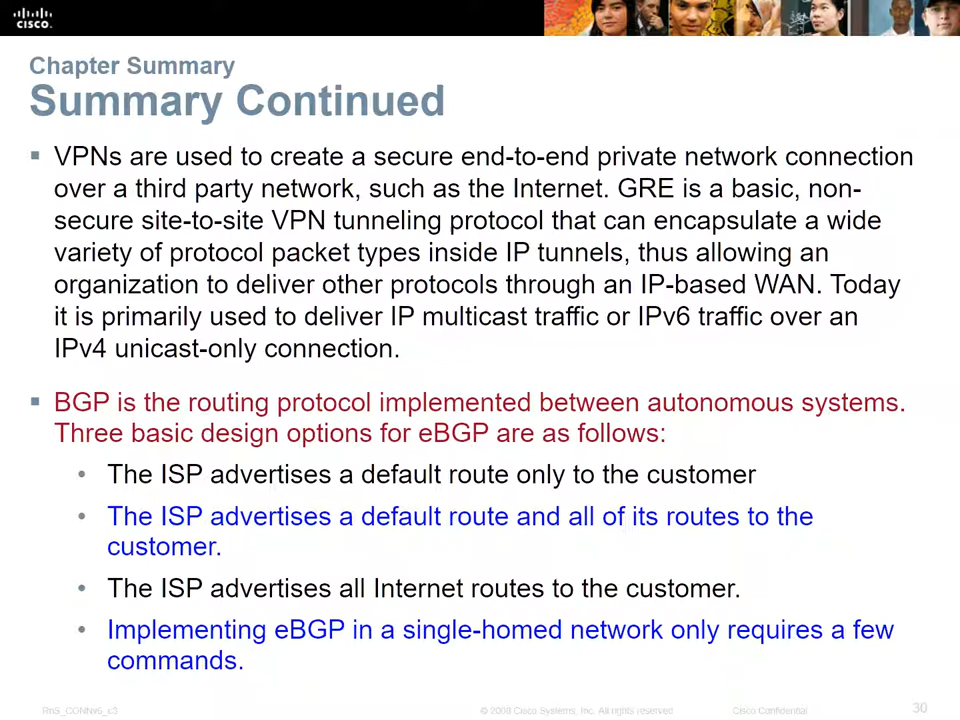 CISCO
Chapter Summary
Summary Continued
▪ VPNs are used to create a secure end-to-end private network connection
over a third party network, such as the Internet. GRE is a basic, non-
secure site-to-site VPN tunneling protocol that can encapsulate a wide
variety of protocol packet types inside IP tunnels, thus allowing an
organization to deliver other protocols through an IP-based WAN. Today
it is primarily used to deliver IP multicast traffic or IPv6 traffic over an
IPv4 unicast-only connection.
▪ BGP is the routing protocol implemented between autonomous systems.
Three basic design options for eBGP are as follows:
• The ISP advertises a default route only to the customer
• The ISP advertises a default route and all of its routes to the
customer.
• The ISP advertises all Internet routes to the customer.
• Implementing eBGP in a single-homed network only requires a few
commands.
© 2008 Cisco Systems, Inc. All rights reserved
Cisco Confidential
30